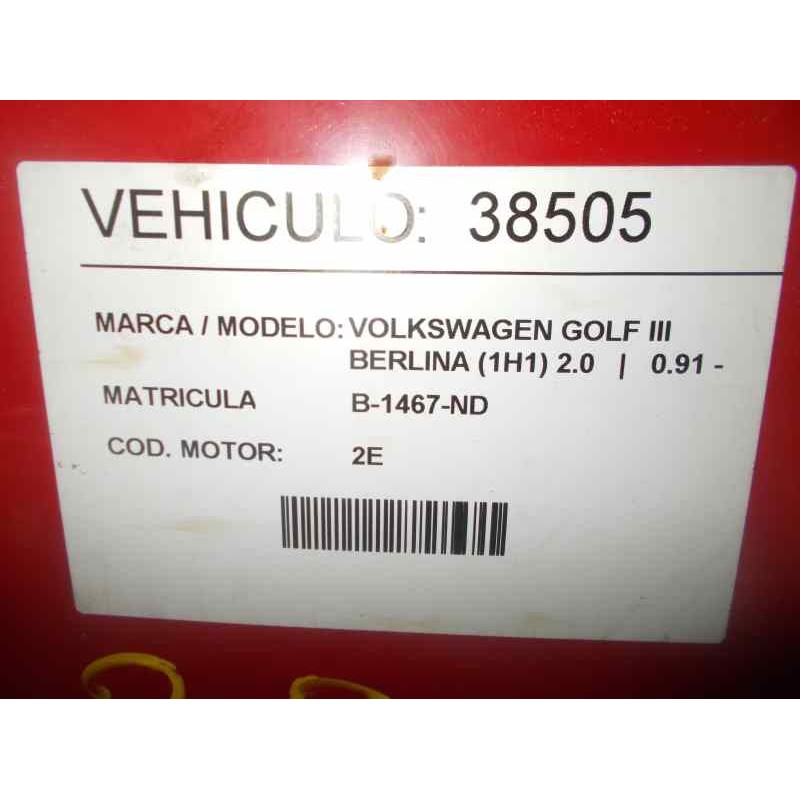 VEHICULO: 38505
MARCA / MODELO: VOLKSWAGEN GOLF III
BERLINA (1H1) 2.0 | 0.91 -
MATRICULA B-1467-ND
COD. MOTOR: 2E